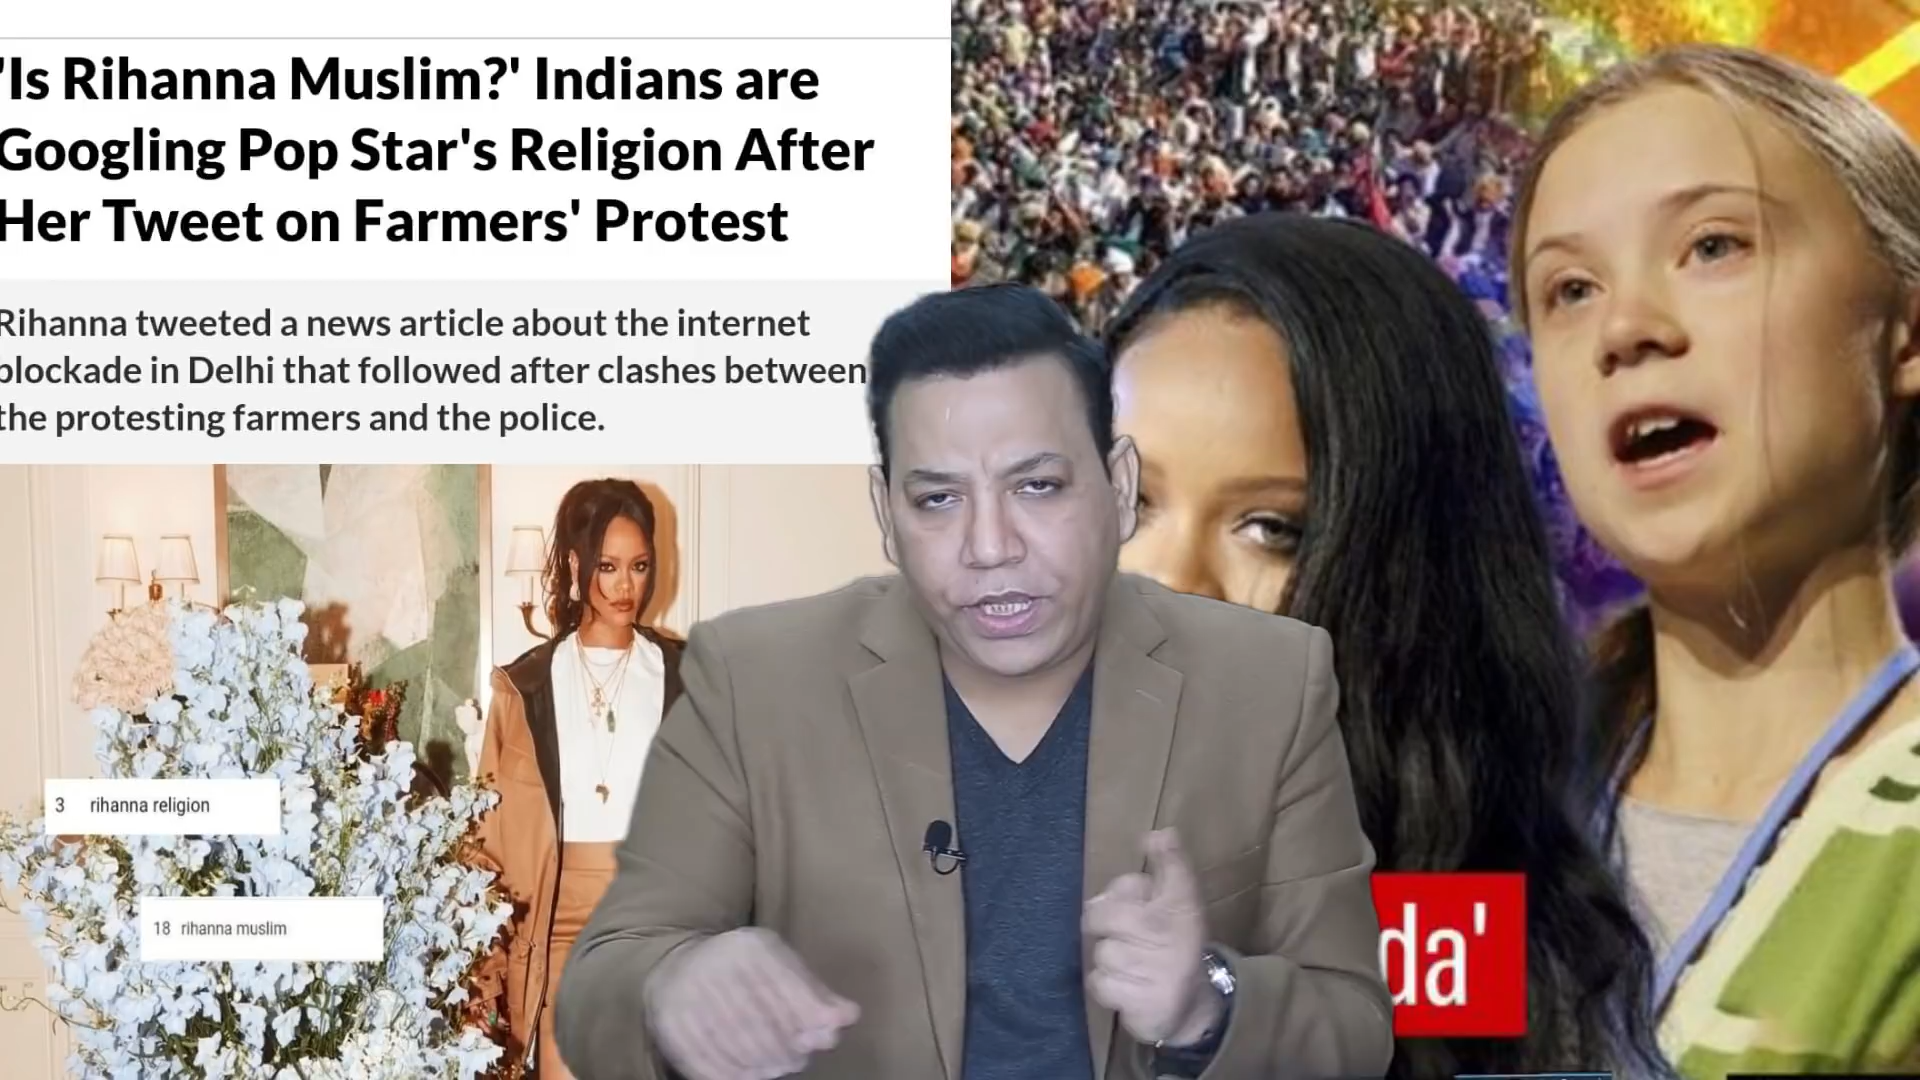 'Is Rihanna Muslim?' Indians are
Googling Pop Star's Religion After
Her Tweet on Farmers' Protest
Rihanna tweeted a news article about the internet
blockade in Delhi that followed after clashes between
the protesting farmers and the police.
3 rihanna religion
18 rihanna muslim
da'